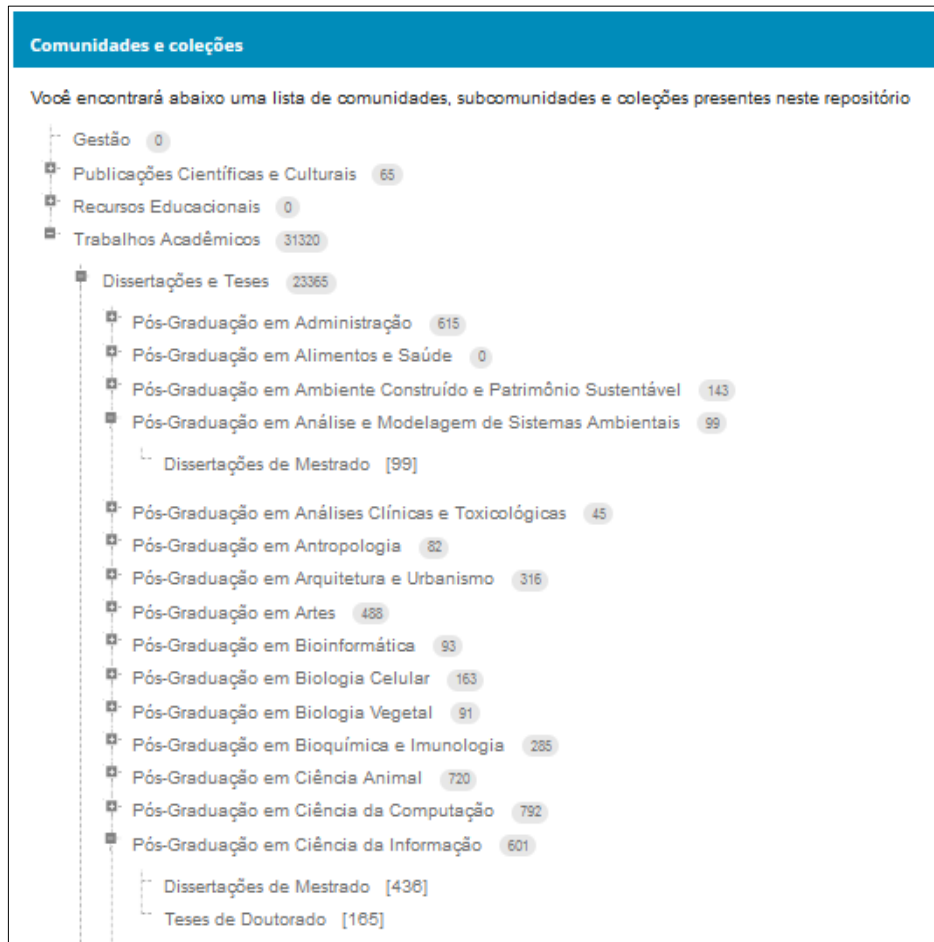 Comunidades e coleções
Você encontrará abaixo uma lista de comunidades, subcomunidades e coleções presentes neste repositório
Gestão 0
Publicações Científicas e Culturais 65
Recursos Educacionais 0
Trabalhos Acadêmicos 31320
Dissertações e Teses 23365
Pós-Graduação em Administração 615
Pós-Graduação em Alimentos e Saúde 0
Pós-Graduação em Ambiente Construído e Patrimônio Sustentável 143
Pós-Graduação em Análise e Modelagem de Sistemas Ambientais 99
Dissertações de Mestrado [99]
Pós-Graduação em Análises Clínicas e Toxicológicas 45
Pós-Graduação em Antropologia 82
Pós-Graduação em Arquitetura e Urbanismo 316
Pós-Graduação em Artes 488
Pós-Graduação em Bioinformática 93
Pós-Graduação em Biologia Celular 163
Pós-Graduação em Biologia Vegetal 91
Pós-Graduação em Bioquímica e Imunologia 285
Pós-Graduação em Ciência Animal 720
Pós-Graduação em Ciência da Computação 792
Pós-Graduação em Ciência da Informação 601
Dissertações de Mestrado [436]
Teses de Doutorado [165]